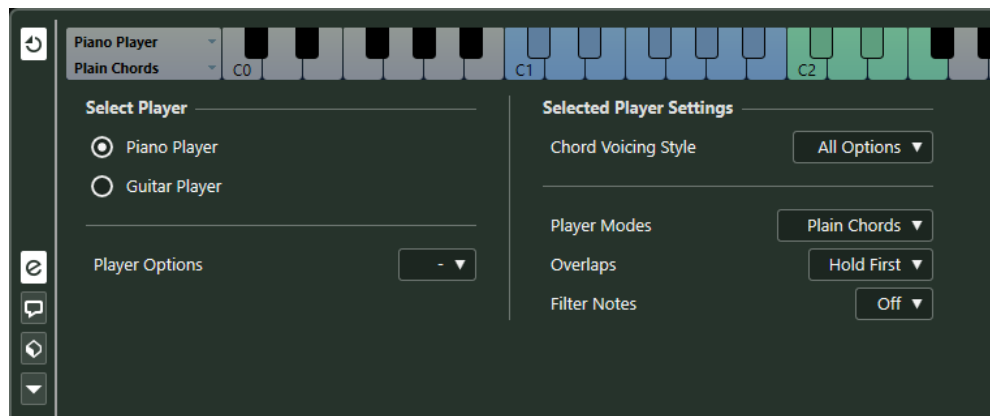 Piano Player
Plain Chords
C0
C1
C2
Select Player
Piano Player
Guitar Player
Player Options
-
Selected Player Settings
Chord Voicing Style
All Options
Player Modes
Plain Chords
Overlaps
Hold First
Filter Notes
Off